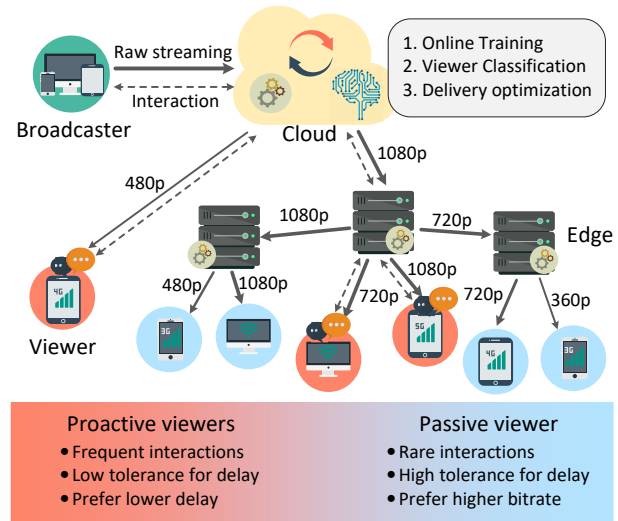 Raw streaming
Interaction
Broadcaster
Cloud
1. Online Training
2. Viewer Classification
3. Delivery optimization
480p
1080p
1080p
720p
Edge
4G
Viewer
480p
1080p
720p
1080p
720p
360p
3G
5G
4G
3G
Proactive viewers
• Frequent interactions
• Low tolerance for delay
• Prefer lower delay
Passive viewer
• Rare interactions
• High tolerance for delay
• Prefer higher bitrate